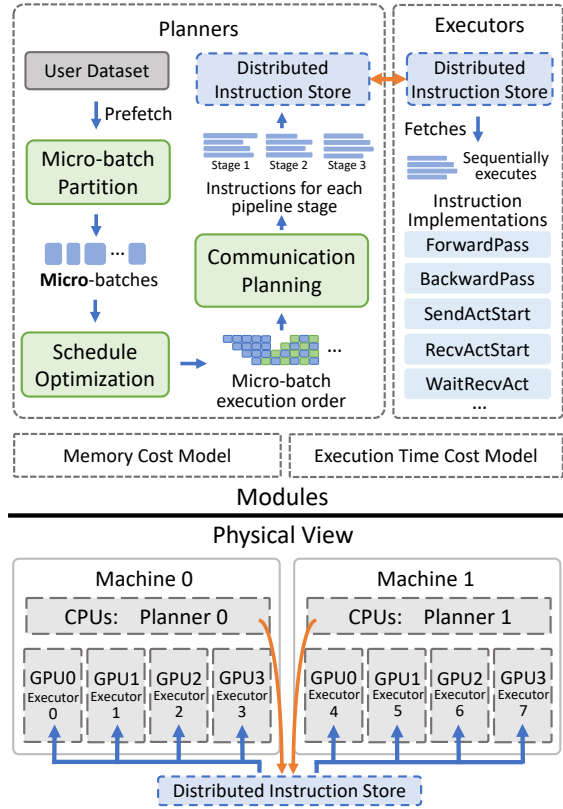 Planners
User Dataset
Prefetch
Micro-batch
Partition
...
Micro-batches
Schedule
Optimization
Distributed
Instruction Store
Stage 1 Stage 2 Stage 3
Instructions for each
pipeline stage
Communication
Planning
...
Micro-batch
execution order
Executors
Distributed
Instruction Store
Fetches
Sequentially
executes
Instruction
Implementations
ForwardPass
BackwardPass
SendActStart
RecvActStart
WaitRecvAct
...
Memory Cost Model
Execution Time Cost Model
Modules
Physical View
Machine 0
CPUs: Planner 0
GPU0
Executor
0
GPU1
Executor
1
GPU2
Executor
2
GPU3
Executor
3
Machine 1
CPUs: Planner 1
GPU0
Executor
4
GPU1
Executor
5
GPU2
Executor
6
GPU3
Executor
7
Distributed Instruction Store